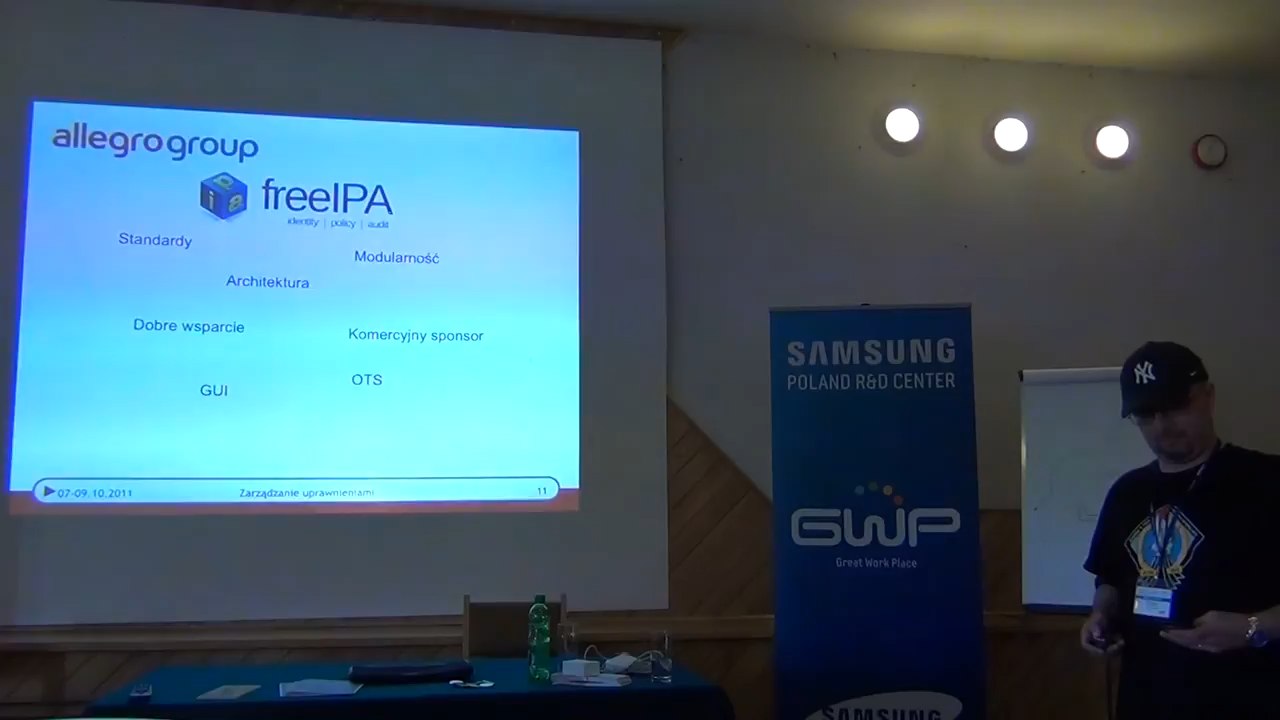 allegrogroup
freeIPA
identity | policy | audit
Standardy
Modularność
Architektura
Dobre wsparcie
Komercyjny sponsor
GUI
OTS
07-09.10.2011
Zarządzanie uprawnieniami
11
SAMSUNG
POLAND R&D CENTER
GWP
Great Work Place
SAMSUNG
NY